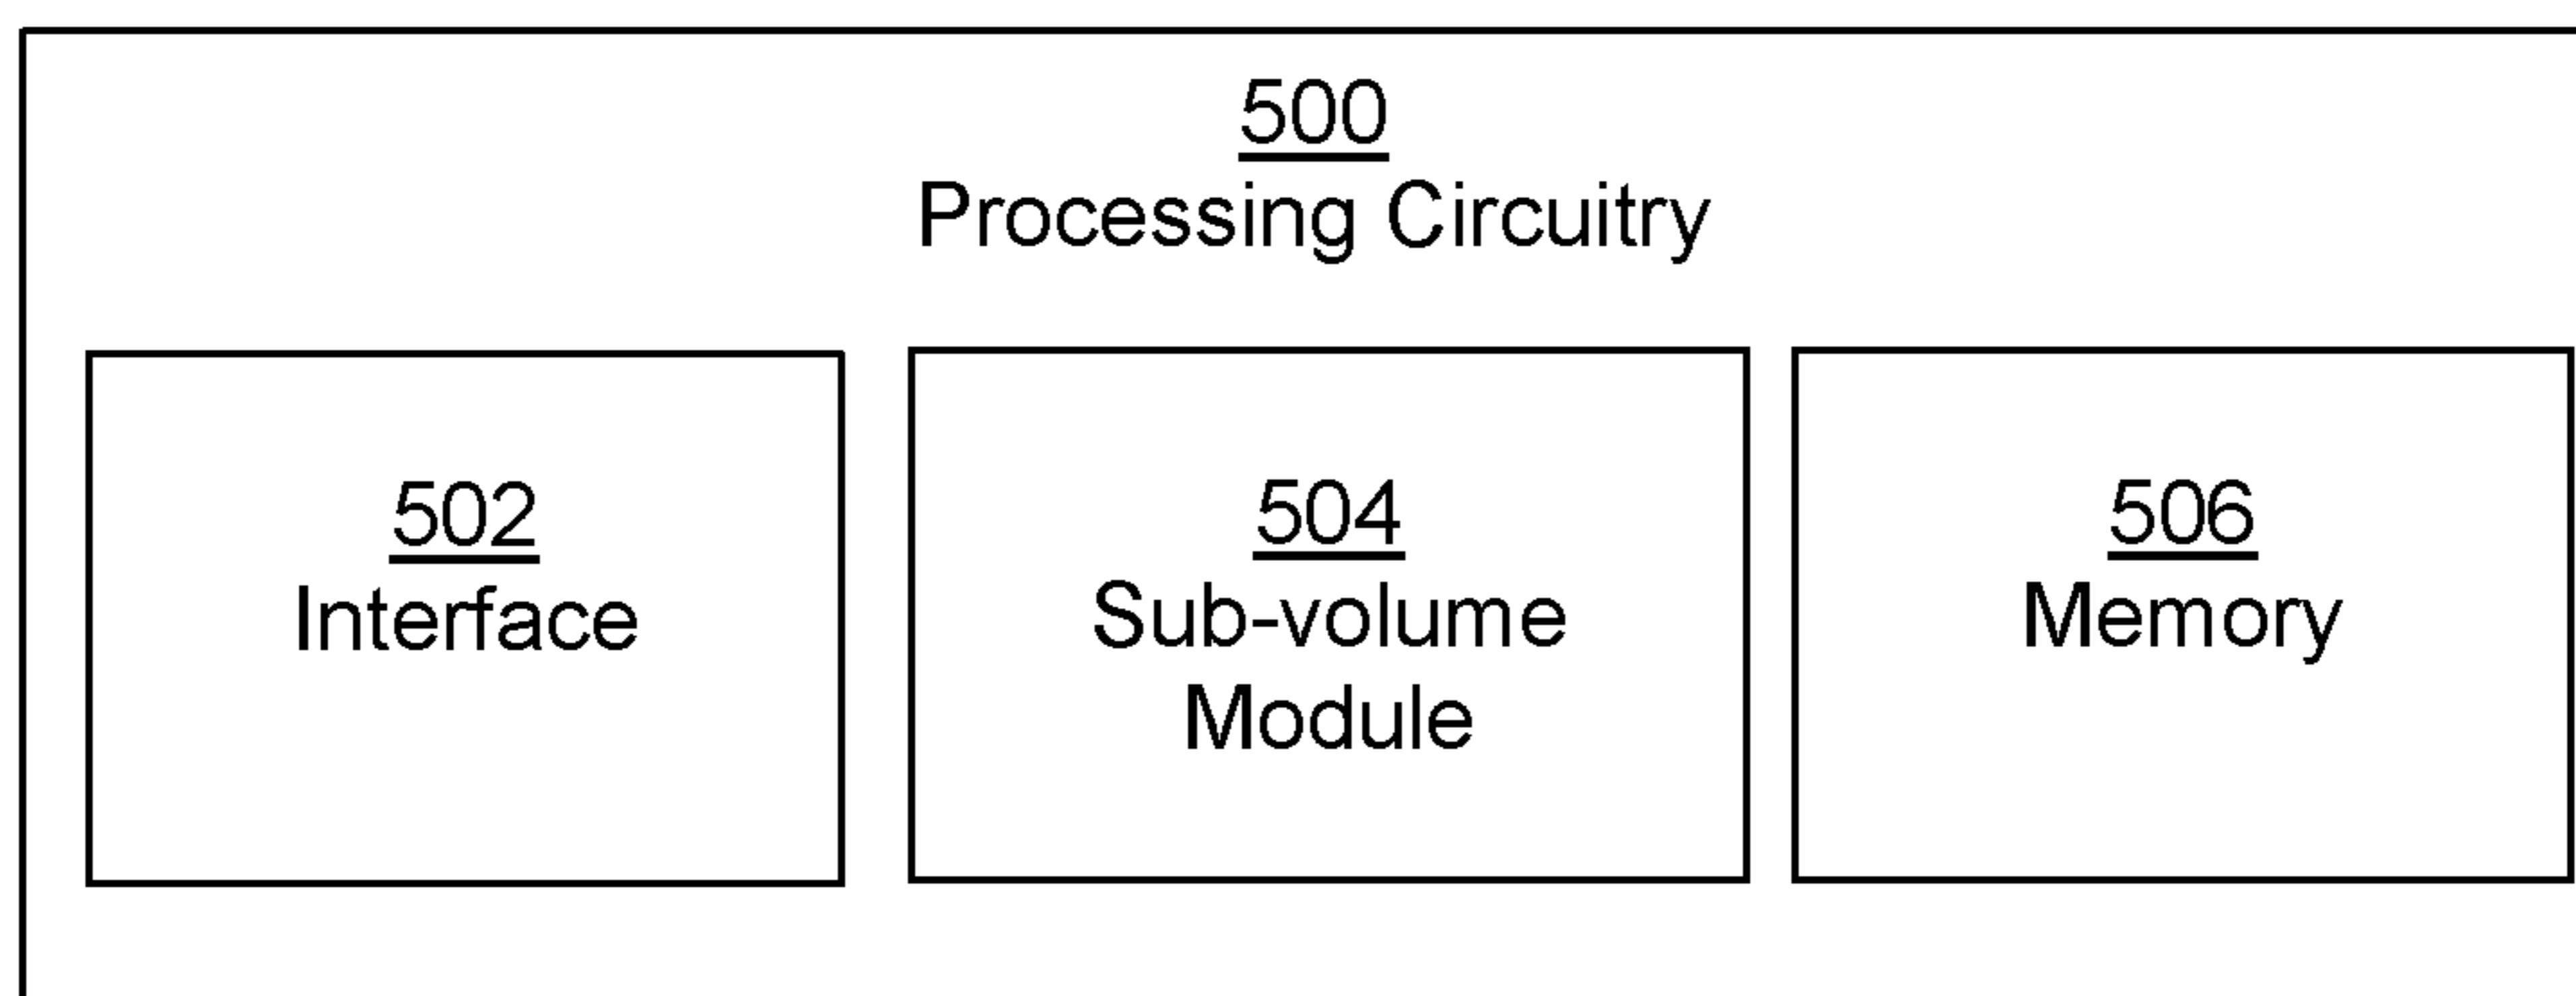 500
Processing Circuitry
502
Interface
504
Sub-volume
Module
506
Memory